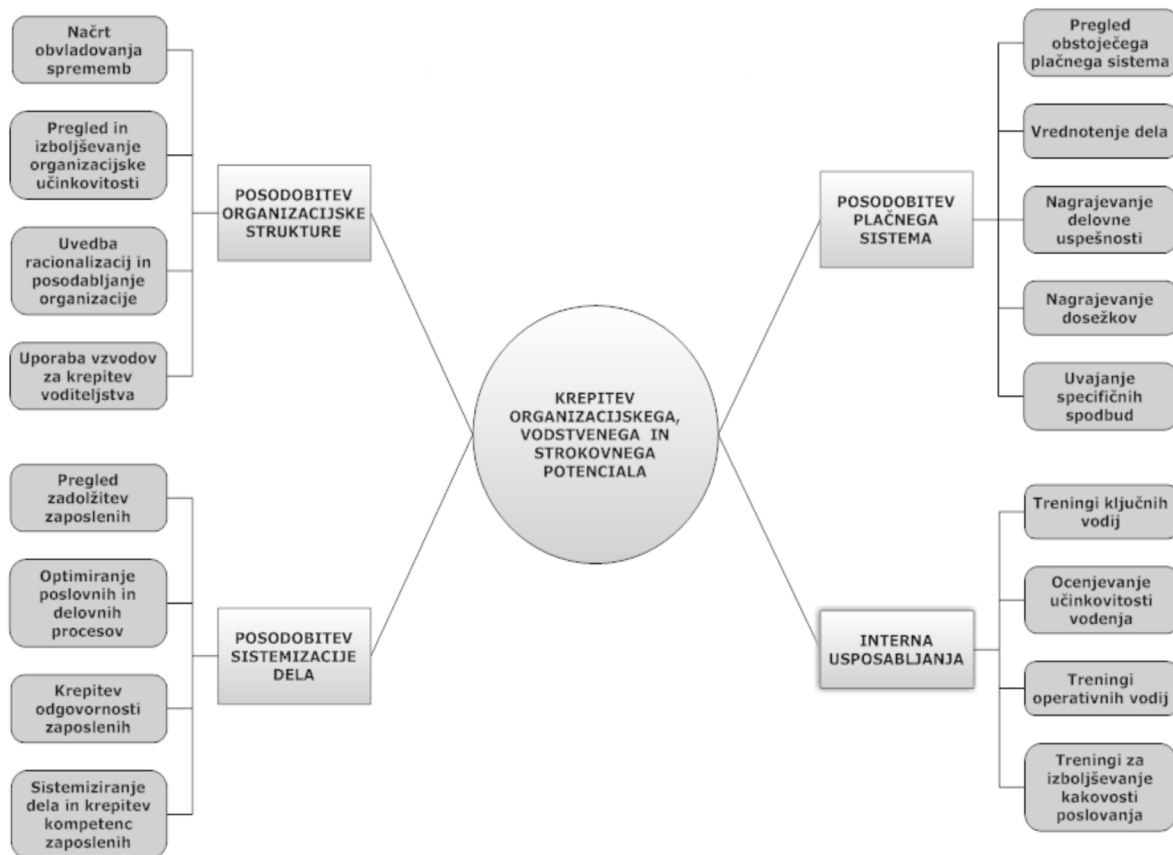 Načrt
obvladovanja
sprememb
Pregled in
izboljševanje
organizacijske
učinkovitosti
Uvedba
racionalizacij in
posodabljanje
organizacije
Uporaba vzvodov
za krepitev
voditeljstva
POSODOBITEV
ORGANIZACIJSKE
STRUKTURE
Pregled
zadolžitev
zaposlenih
Optimiranje
poslovnih in
delovnih
procesov
Krepitev
odgovornosti
zaposlenih
Sistemiziranje
dela in krepitev
kompetenc
zaposlenih
POSODOBITEV
SISTEMIZACIJE
DELA
KREPITEV
ORGANIZACIJSKEGA,
VODSTVENEGA IN
STROKOVNEGA
POTENCIALA
POSODOBITEV
PLAČNEGA
SISTEMA
Pregled
obstoječega
plačnega sistema
Vrednotenje dela
Nagrajevanje
delovne
uspešnosti
Nagrajevanje
dosežkov
Uvajanje
specifičnih
spodbud
INTERNA
USPOSABLJANJA
Treningi ključnih
vodij
Ocenjevanje
učinkovitosti
vodenja
Treningi
operativnih vodij
Treningi za
izboljševanje
kakovosti
poslovanja